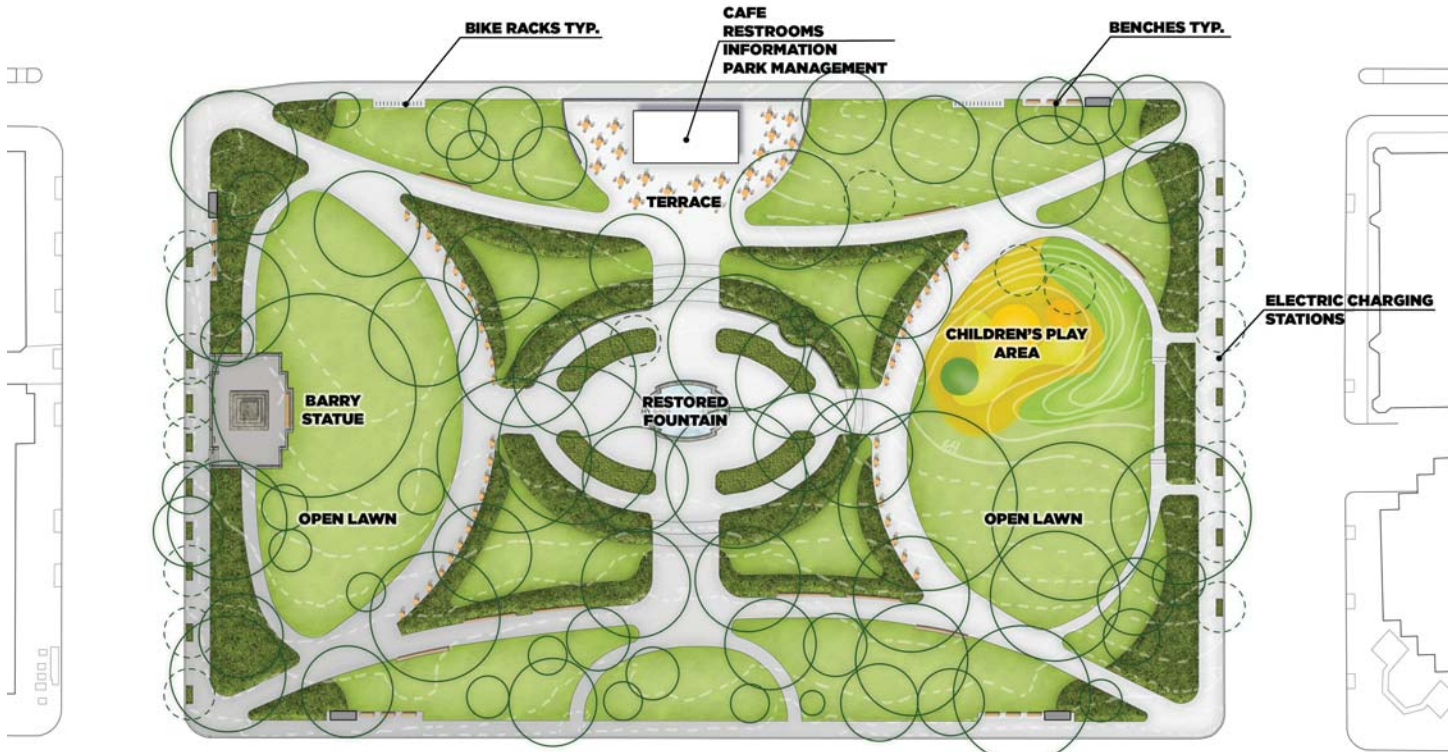 BIKE RACKS TYP.
CAFE
RESTROOMS
INFORMATION
PARK MANAGEMENT
BENCHES TYP.
TERRACE
ELECTRIC CHARGING
STATIONS
CHILDREN'S PLAY
AREA
BARRY
STATUE
RESTORED
FOUNTAIN
OPEN LAWN
OPEN LAWN